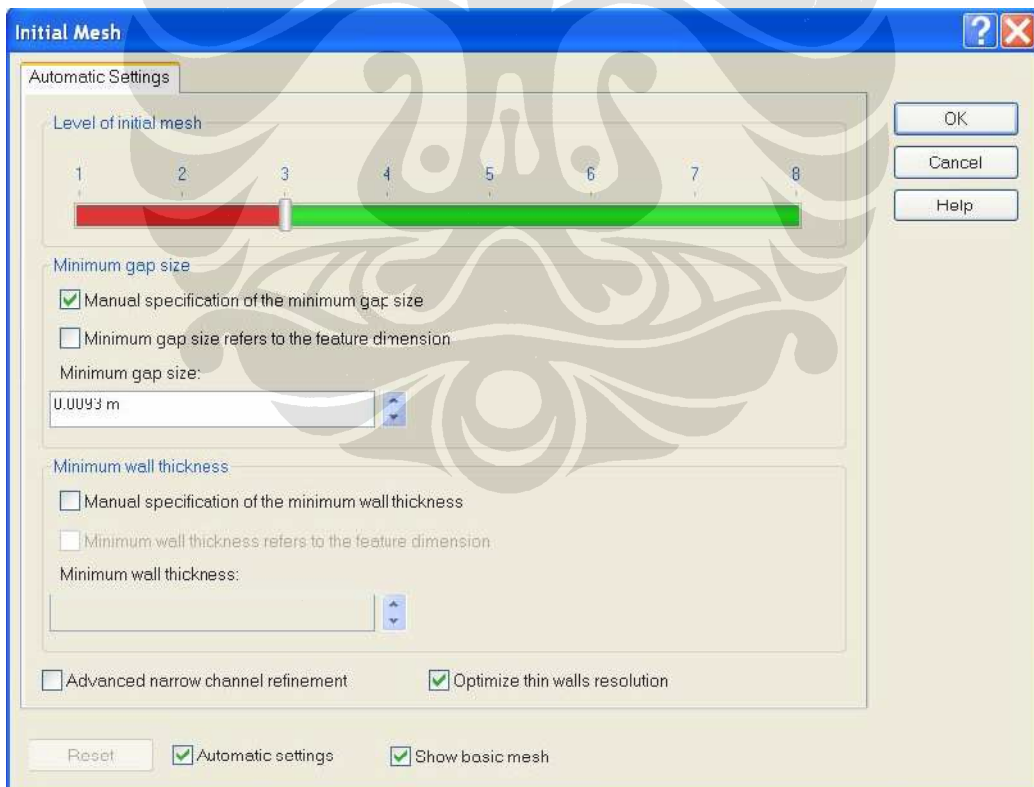 Initial Mesh
Automatic Settings
Level of initial mesh
1 2 3 4 5 6 7 8
Minimum gap size
Manual specification of the minimum gap size
Minimum gap size refers to the feature dimension
Minimum gap size:
0.0093 m
Minimum wall thickness
Manual specification of the minimum wall thickness
Minimum wall thickness refers to the feature dimension
Minimum wall thickness:
Advanced narrow channel refinement
Optimize thin walls resolution
Reset
Automatic settings
Show basic mesh
OK
Cancel
Help